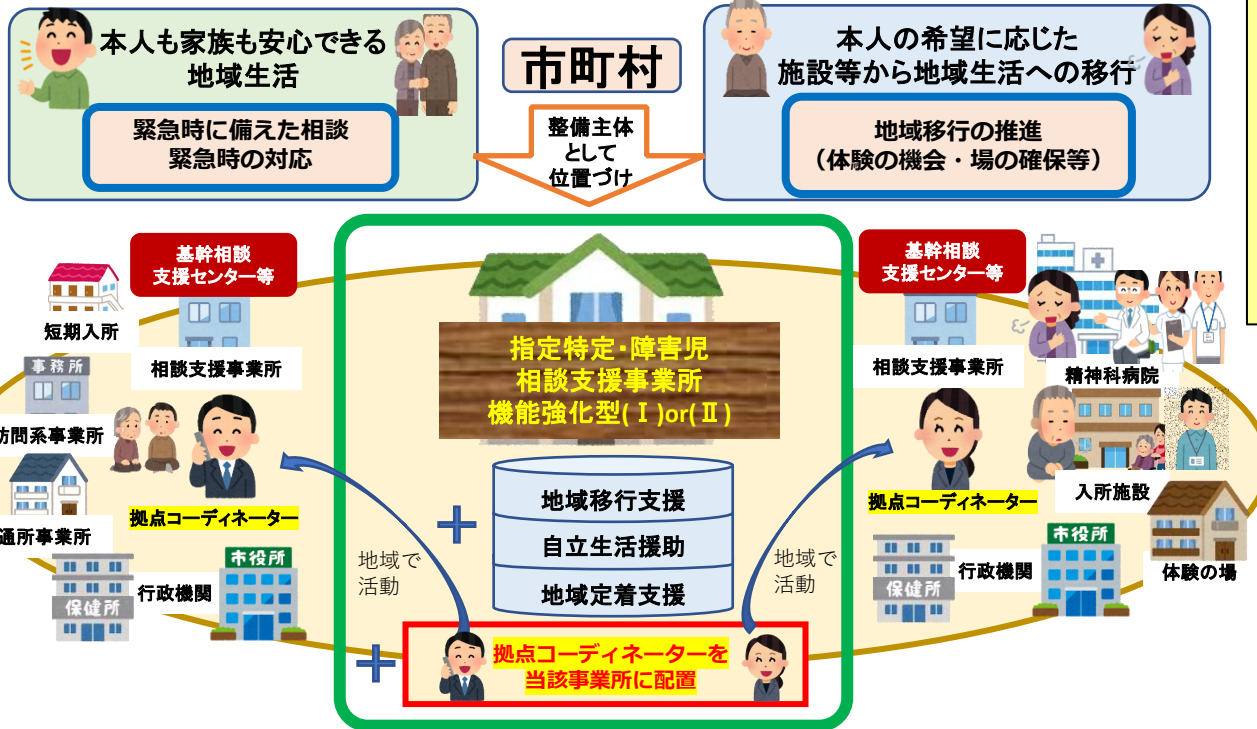 本人も家族も安心できる
地域生活
緊急時に備えた相談
緊急時の対応
市町村
整備主体
として
位置づけ
本人の希望に応じた
施設等から地域生活への移行
地域移行の推進
（体験の機会・場の確保等）
基幹相談
支援センター等
短期入所
相談支援事業所
事務所
訪問系事業所
通所事業所
拠点コーディネーター
保健所
行政機関
市役所
指定特定・障害児
相談支援事業所
機能強化型(Ⅰ)or(Ⅱ)
＋
地域移行支援
自立生活援助
地域定着支援
地域で
活動
地域で
活動
＋
拠点コーディネーターを
当該事業所に配置
基幹相談
支援センター等
相談支援事業所
精神科病院
拠点コーディネーター
入所施設
体験の場
保健所
行政機関
市役所